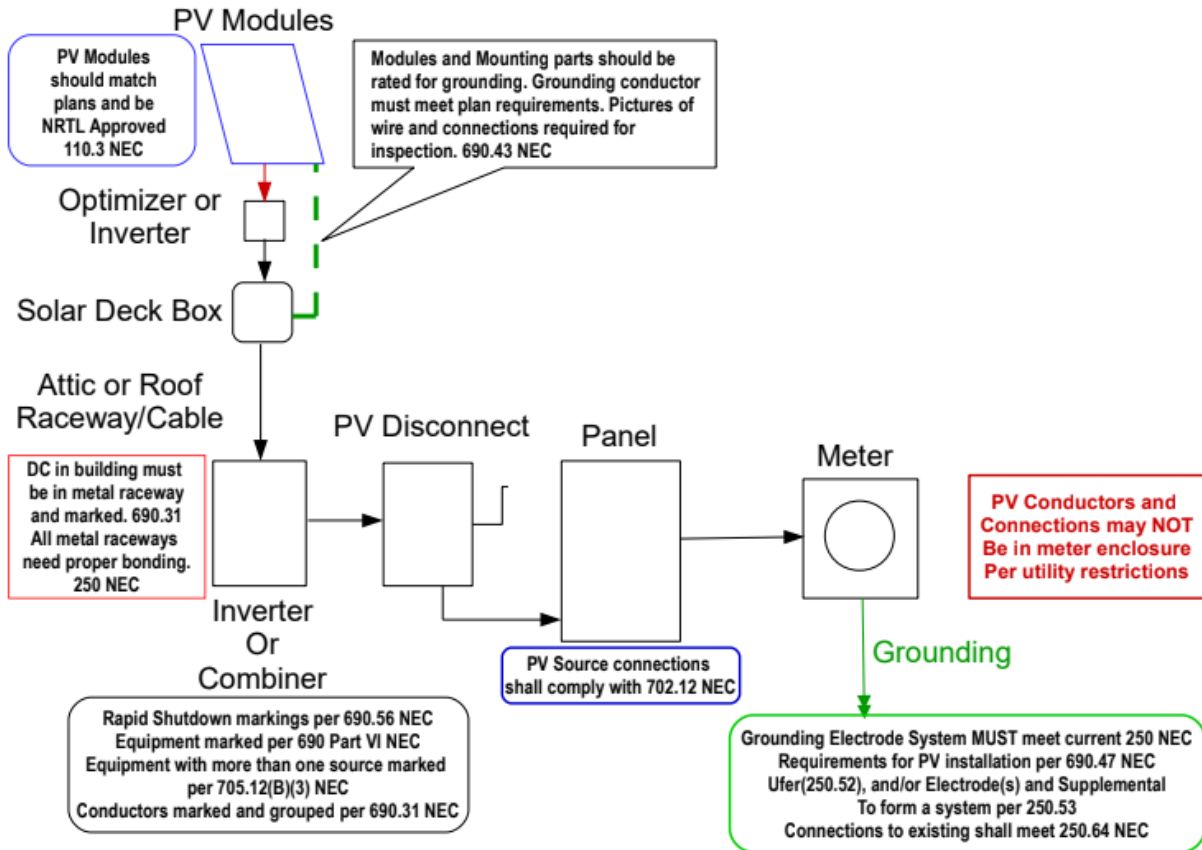 PV Modules
PV Modules
should match
plans and be
NRTL Approved
110.3 NEC
Modules and Mounting parts should be
rated for grounding. Grounding conductor
must meet plan requirements. Pictures of
wire and connections required for
inspection. 690.43 NEC
Optimizer or
Inverter
Solar Deck Box
Attic or Roof
Raceway/Cable
DC in building must
be in metal raceway
and marked. 690.31
All metal raceways
need proper bonding.
250 NEC
PV Disconnect
Panel
Meter
PV Conductors and
Connections may NOT
Be in meter enclosure
Per utility restrictions
Inverter
Or
Combiner
Rapid Shutdown markings per 690.56 NEC
Equipment marked per 690 Part VI NEC
Equipment with more than one source marked
per 705.12(B)(3) NEC
Conductors marked and grouped per 690.31 NEC
PV Source connections
shall comply with 702.12 NEC
Grounding
Grounding Electrode System MUST meet current 250 NEC
Requirements for PV installation per 690.47 NEC
Ufer(250.52), and/or Electrode(s) and Supplemental
To form a system per 250.53
Connections to existing shall meet 250.64 NEC